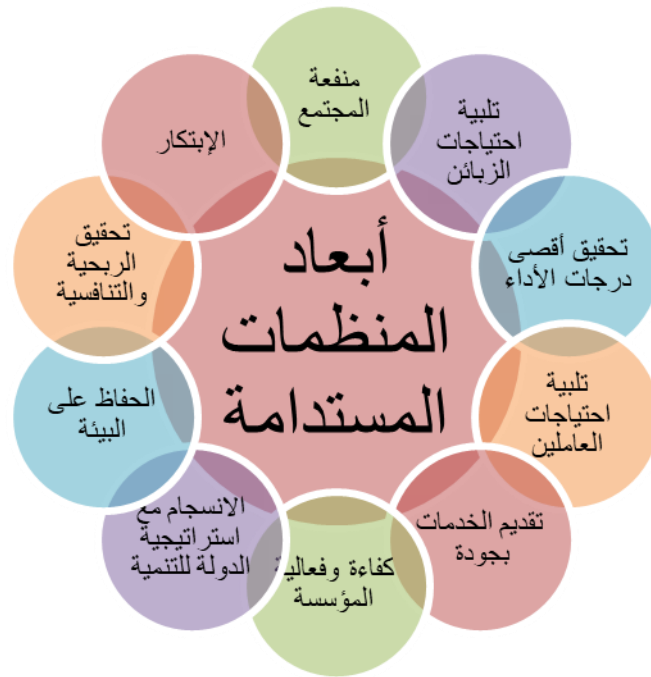 أبعاد
المنظمات
المستدامة
منفعة
المجتمع
تلبية
احتياجات
الزبائن
تحقيق أقصى
درجات الأداء
تلبية
احتياجات
العاملين
تقديم الخدمات
بجودة
كفاءة وفعالية
المؤسسة
الانسجام مع
استراتيجية
الدولة للتنمية
الحفاظ على
البيئة
تحقيق
الربحية
والتنافسية
الإبتكار